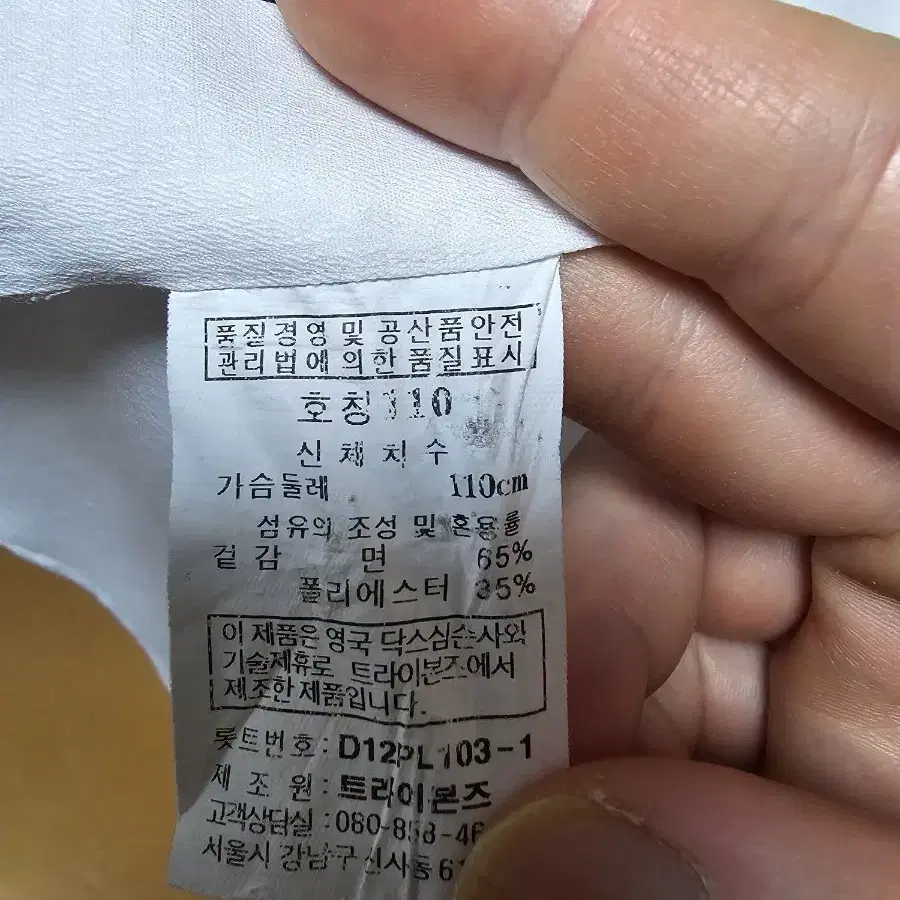 품질경영 및 공산품안전
관리법에 의한 품질표시
호칭 110
신체치수
가슴둘레 110cm
섬유의 조성 및 혼용률
겉감 면 65%
폴리에스터 35%
이 제품은 영국 닥스심슨사와
기술제휴로 트라이본즈에서
제조한 제품입니다.
롯트번호 : D12PL103-1
제조원 : 트라이본즈
고객상담실 : 080-858-46
서울시 강남구 신사동 6